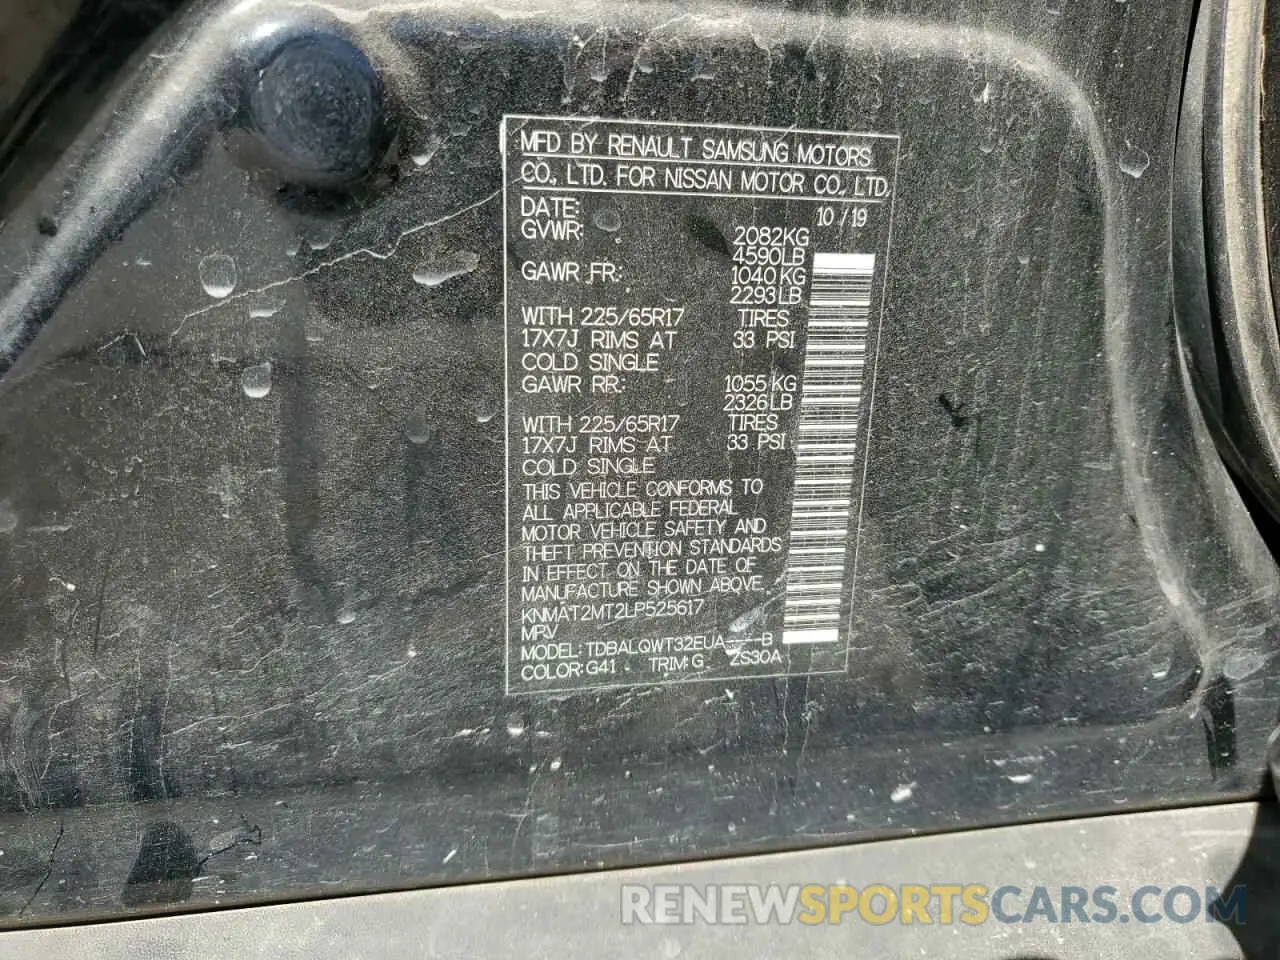 MFD BY RENAULT SAMSUNG MOTORS
CO., LTD. FOR NISSAN MOTOR CO., LTD.
DATE: 10 / 19
GVWR: 2082KG
4590LB
GAWR FR: 1040KG
2293LB
WITH 225/65R17 TIRES
17X7J RIMS AT 33 PSI
COLD SINGLE
GAWR RR: 1055KG
2326LB
WITH 225/65R17 TIRES
17X7J RIMS AT 33 PSI
COLD SINGLE
THIS VEHICLE CONFORMS TO
ALL APPLICABLE FEDERAL
MOTOR VEHICLE SAFETY AND
THEFT PREVENTION STANDARDS
IN EFFECT ON THE DATE OF
MANUFACTURE SHOWN ABOVE.
KNMAT2MT2LP525617
MPV
MODEL: TDBALQWT32EUA---B
COLOR: G41 TRIM: G ZS30A
RENEWSPORTSCARS.COM